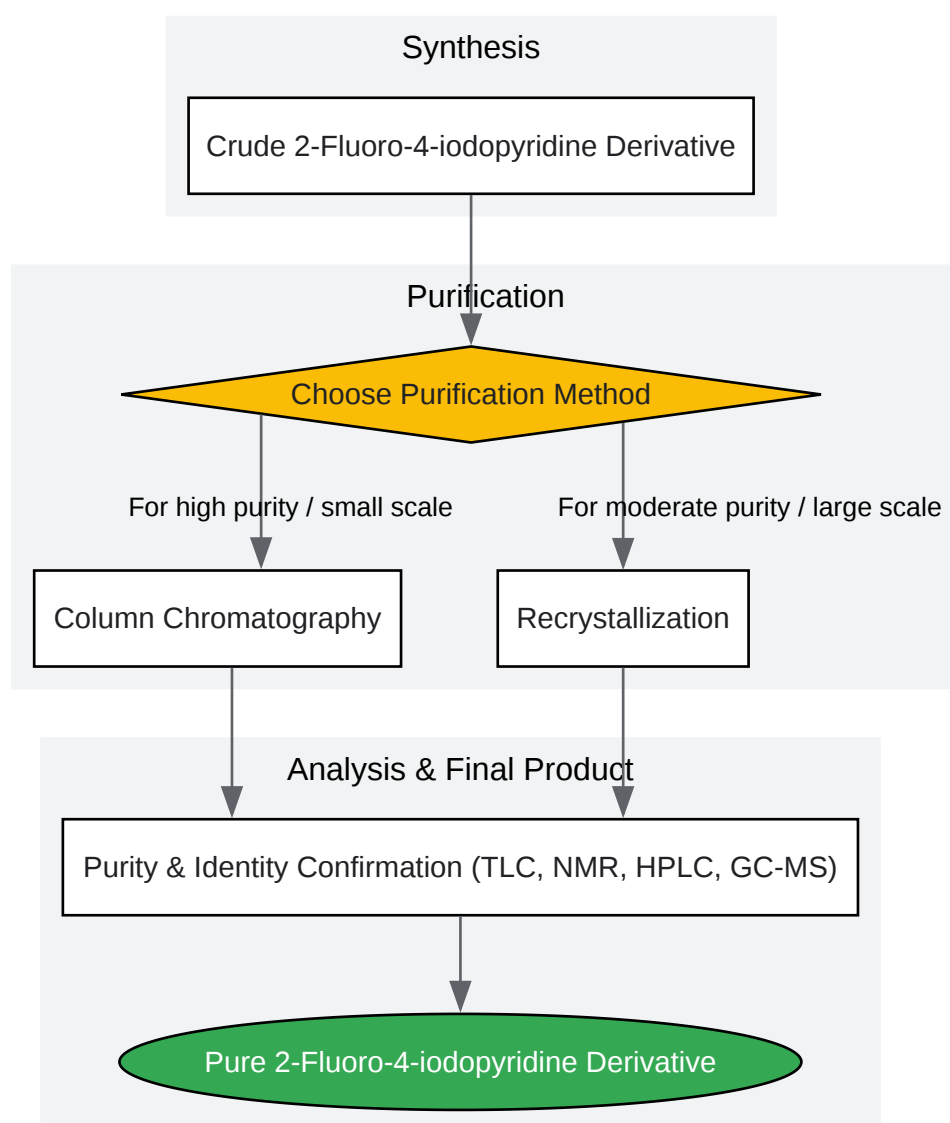 Synthesis
Crude 2-Fluoro-4-iodopyridine Derivative
Purification
Choose Purification Method
For high purity / small scale
For moderate purity / large scale
Column Chromatography
Recrystallization
Analysis & Final Product
Purity & Identity Confirmation (TLC, NMR, HPLC, GC-MS)
Pure 2-Fluoro-4-iodopyridine Derivative